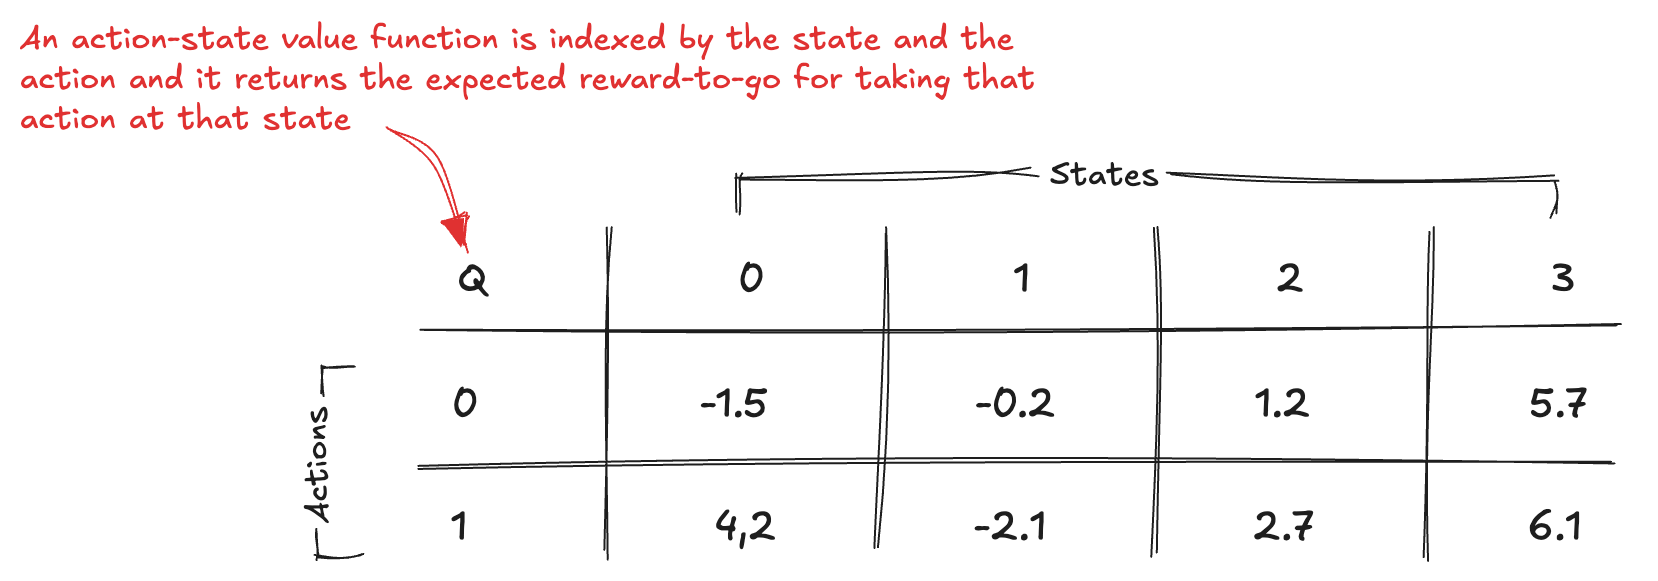 An action-state value function is indexed by the state and the
action and it returns the expected reward-to-go for taking that
action at that state
States
Q 0 1 2 3
Actions
0 -1.5 -0.2 1.2 5.7
1 4,2 -2.1 2.7 6.1